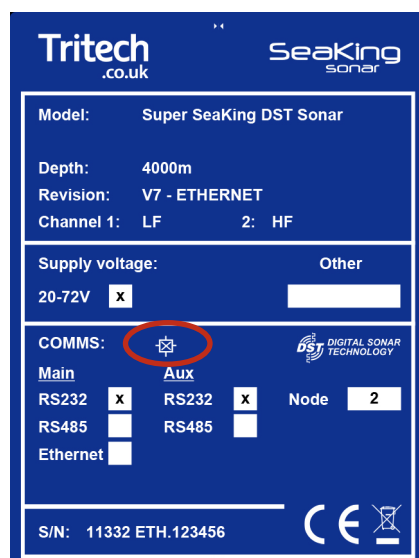 Tritech
.co.uk
SeaKing
sonar
Model: Super SeaKing DST Sonar
Depth: 4000m
Revision: V7 - ETHERNET
Channel 1: LF 2: HF
Supply voltage: Other
20-72V x
COMMS: DST DIGITAL SONAR
TECHNOLOGY
Main Aux
RS232 x RS232 x Node 2
RS485 RS485
Ethernet
S/N: 11332 ETH.123456 CE